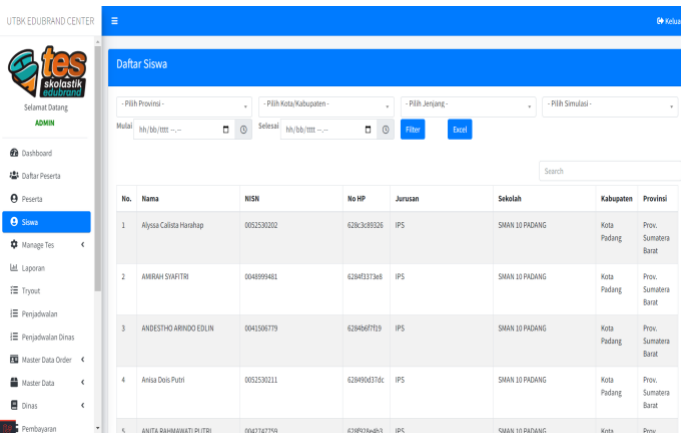 UTBK EDUBRAND CENTER
Keluar
tes
skolastik
edubrand
Selamat Datang
ADMIN
Dashboard
Daftar Peserta
Peserta
Siswa
Manage Tes
Laporan
Tryout
Penjadwalan
Penjadwalan Dinas
Master Data Order
Master Data
Dinas
Pembayaran
Daftar Siswa
- Pilih Provinsi -
- Pilih Kota/Kabupaten -
- Pilih Jenjang -
- Pilih Simulasi -
Mulai hh/bb/tttt --.--
Selesai hh/bb/tttt --.--
Filter
Excel
Search
No. Nama NISN No HP Jurusan Sekolah Kabupaten Provinsi
1 Alyssa Calista Harahap 0052530202 IPS SMAN 10 PADANG Kota Padang Prov. Sumatera Barat
2 AMIRAH SYAFITRI 0048999481 IPS SMAN 10 PADANG Kota Padang Prov. Sumatera Barat
3 ANDESTHO ARINDO EDLIN 0041506779 IPS SMAN 10 PADANG Kota Padang Prov. Sumatera Barat
4 Anisa Dois Putri 0052530211 IPS SMAN 10 PADANG Kota Padang Prov. Sumatera Barat
5 ANITA RAHMAWATI PUTRI 0042747759 IPS SMAN 10 PADANG Kota Prov.